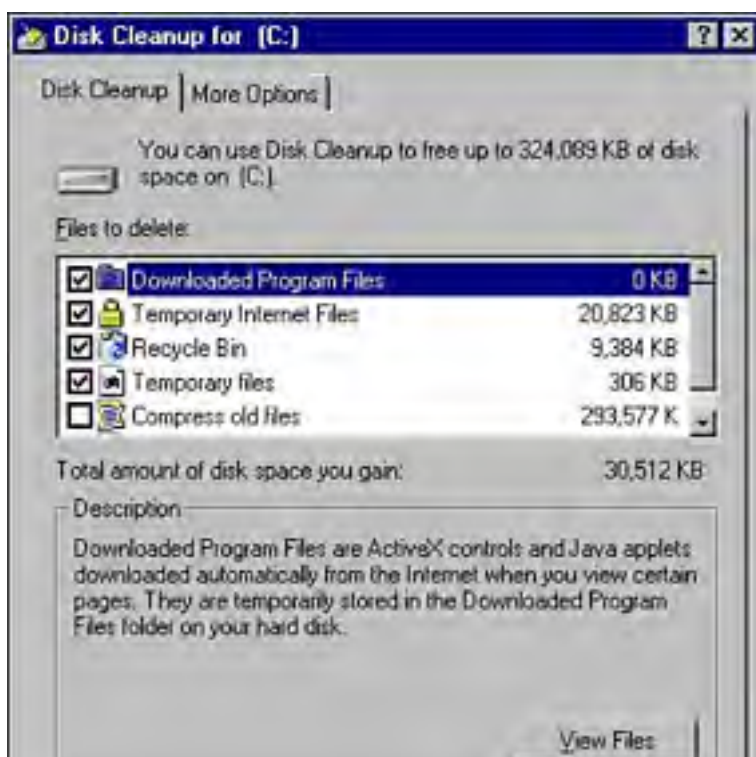 Disk Cleanup for (C:)
Disk Cleanup
More Options
You can use Disk Cleanup to free up to 324,089 KB of disk
space on (C:).
Files to delete:
Downloaded Program Files 0 KB
Temporary Internet Files 20,823 KB
Recycle Bin 9,384 KB
Temporary files 306 KB
Compress old files 293,577 K
Total amount of disk space you gain: 30,512 KB
Description
Downloaded Program Files are ActiveX controls and Java applets
downloaded automatically from the Internet when you view certain
pages. They are temporarily stored in the Downloaded Program
Files folder on your hard disk.
View Files